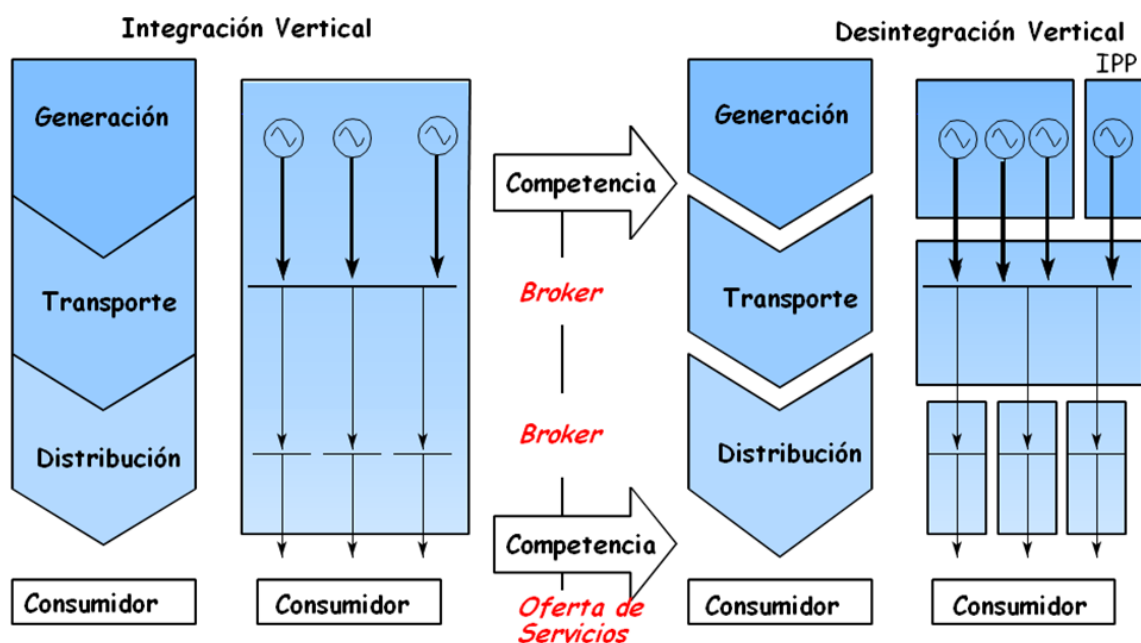 Integración Vertical
Generación
Transporte
Distribución
Consumidor
Consumidor
Competencia
Broker
Broker
Competencia
Oferta de
Servicios
Desintegración Vertical
IPP
Generación
Transporte
Distribución
Consumidor
Consumidor